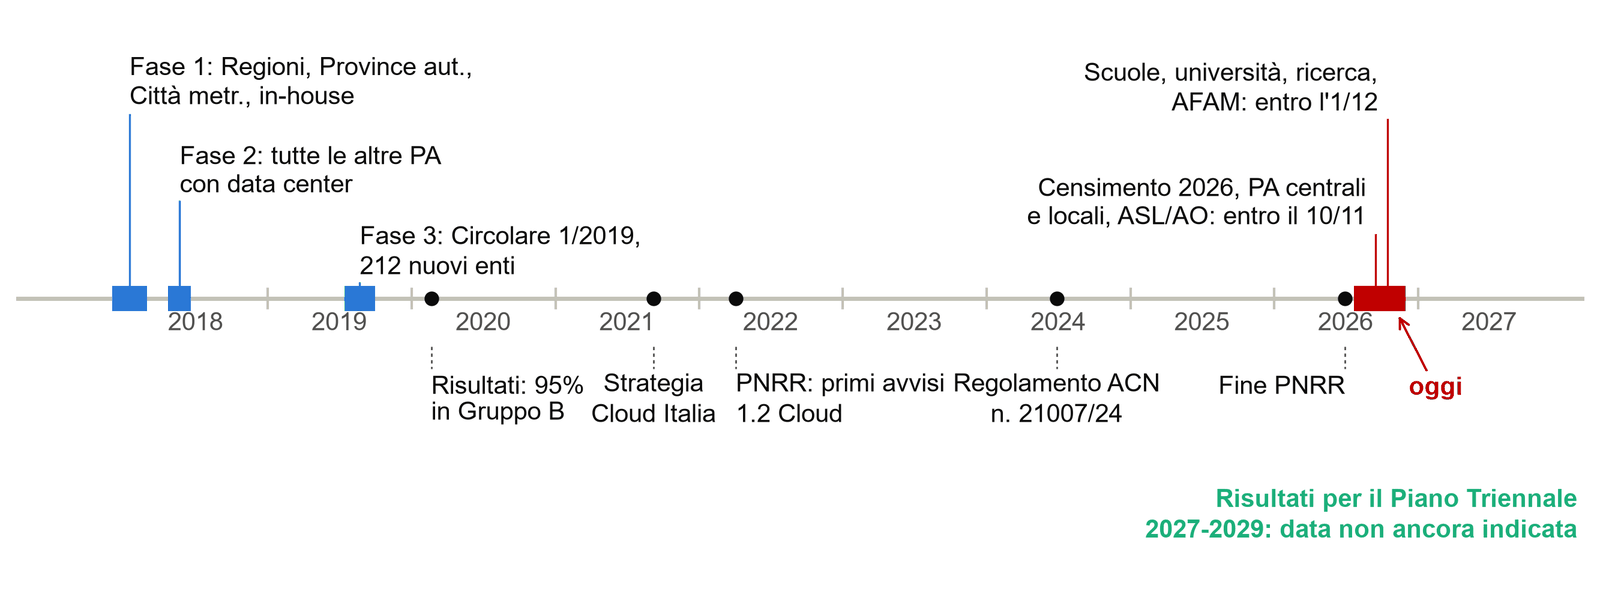 Fase 1: Regioni, Province aut.,
Città metr., in-house
Scuole, università, ricerca,
AFAM: entro l'1/12
Fase 2: tutte le altre PA
con data center
Censimento 2026, PA centrali
e locali, ASL/AO: entro il 10/11
Fase 3: Circolare 1/2019,
212 nuovi enti
2018
2019
2020
2021
2022
2023
2024
2025
2026
2027
Risultati: 95%
in Gruppo B
Strategia
Cloud Italia
PNRR: primi avvisi
1.2 Cloud
Regolamento ACN
n. 21007/24
Fine PNRR
oggi
Risultati per il Piano Triennale
2027-2029: data non ancora indicata